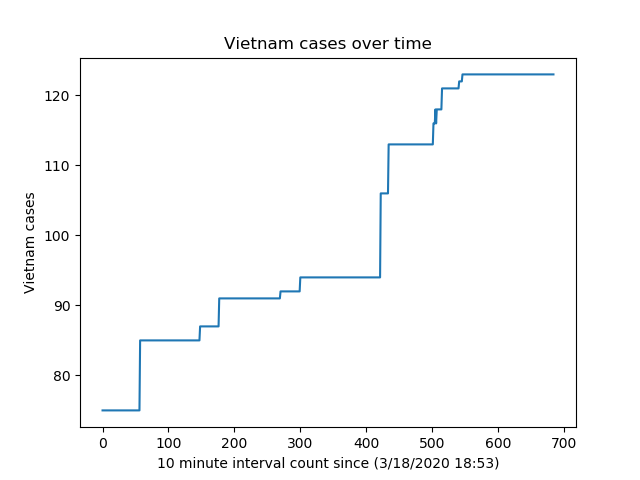 Vietnam cases over time
120
110
100
90
80
Vietnam cases
0 100 200 300 400 500 600 700
10 minute interval count since (3/18/2020 18:53)